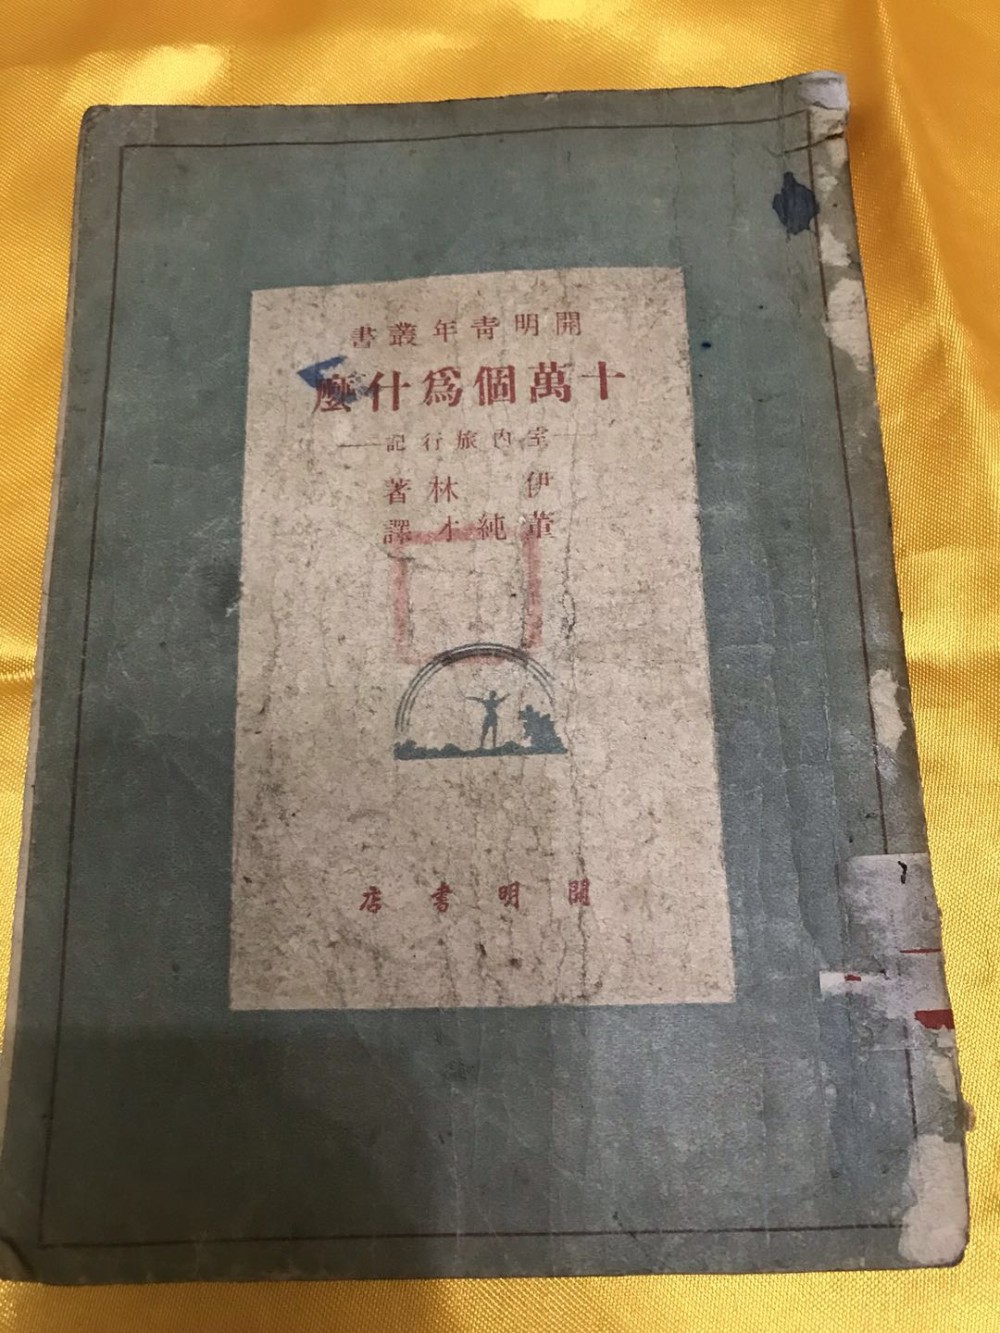 開明青年叢書
十萬個爲什麼
室內旅行記
伊林著
董純才譯
開明書店